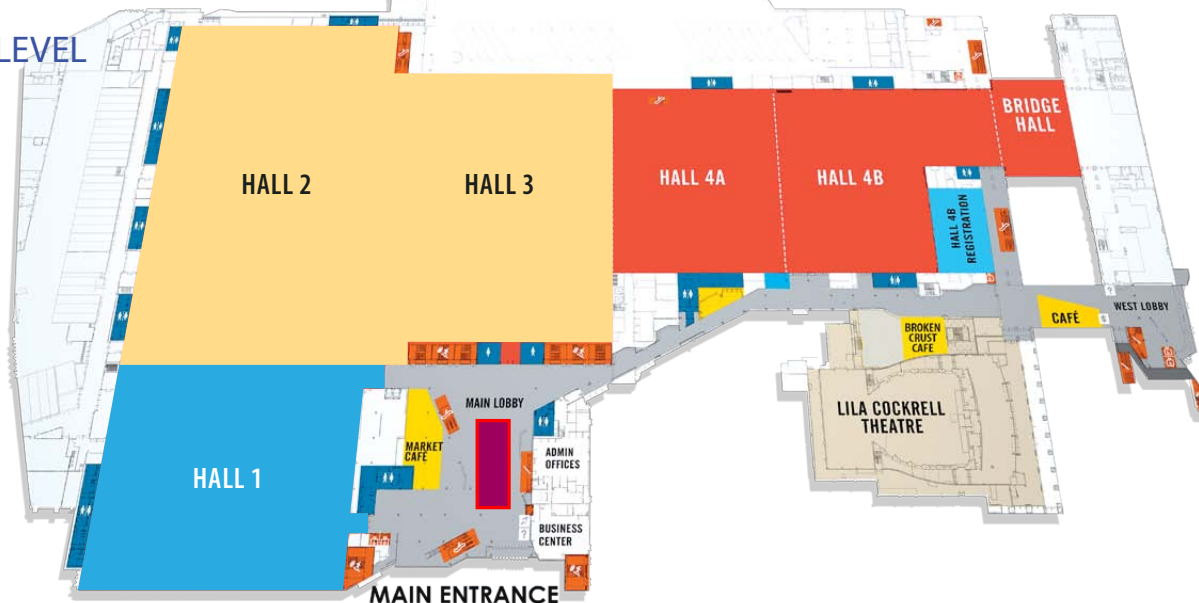 LEVEL
BRIDGE
HALL
HALL 2
HALL 3
HALL 4A
HALL 4B
HALL 4B
REGISTRATION
WEST LOBBY
CAFÉ
BROKEN
CRUST
CAFE
MAIN LOBBY
LILA COCKRELL
THEATRE
MARKET
CAFÉ
ADMIN
OFFICES
HALL 1
BUSINESS
CENTER
MAIN ENTRANCE